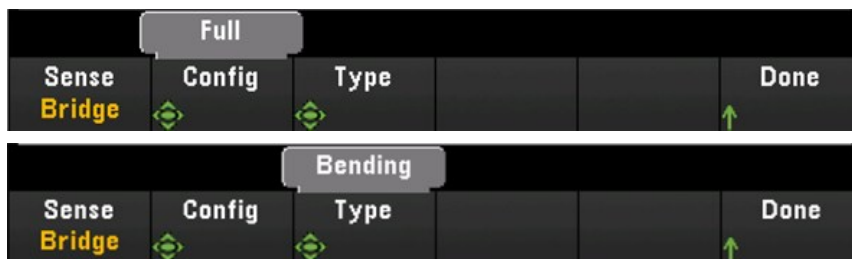 Full
Sense Config Type Done
Bridge
Bending
Sense Config Type Done
Bridge